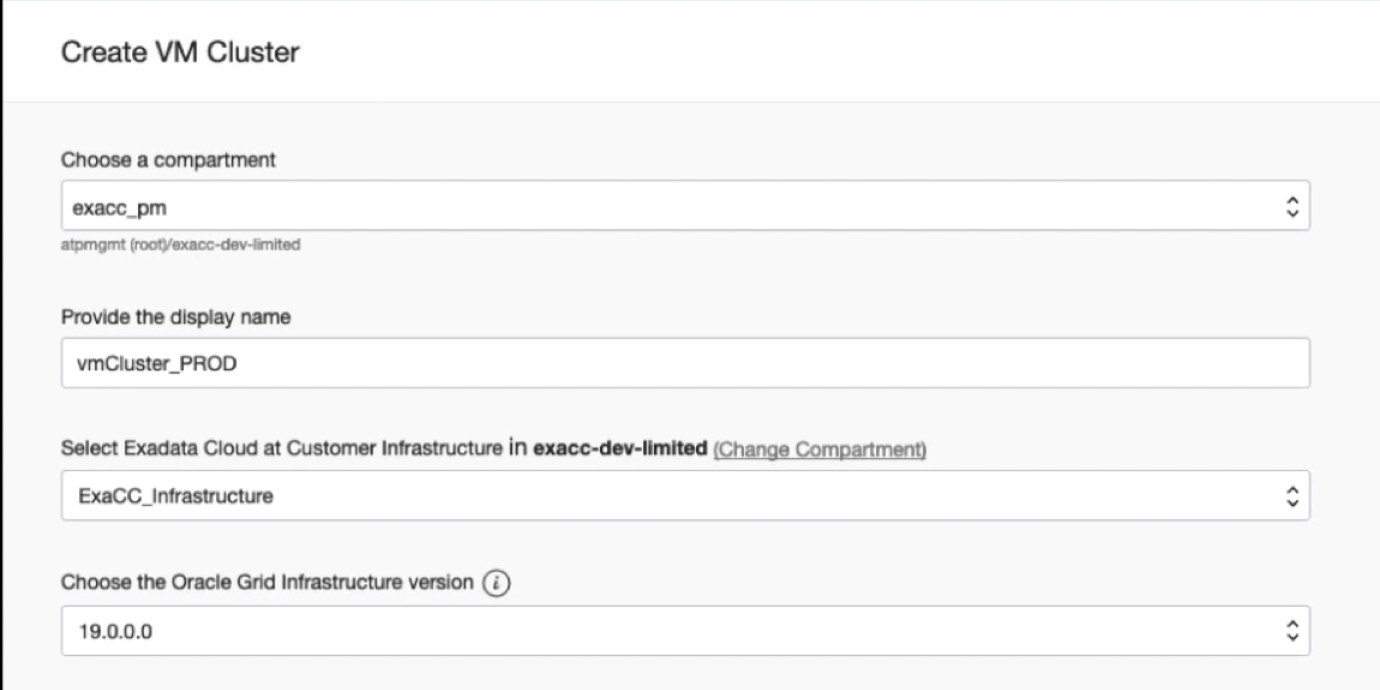 Create VM Cluster
Choose a compartment
exacc_pm
atpmgmt (root)/exacc-dev-limited
Provide the display name
vmCluster_PROD
Select Exadata Cloud at Customer Infrastructure in exacc-dev-limited (Change Compartment)
ExaCC_Infrastructure
Choose the Oracle Grid Infrastructure version i
19.0.0.0